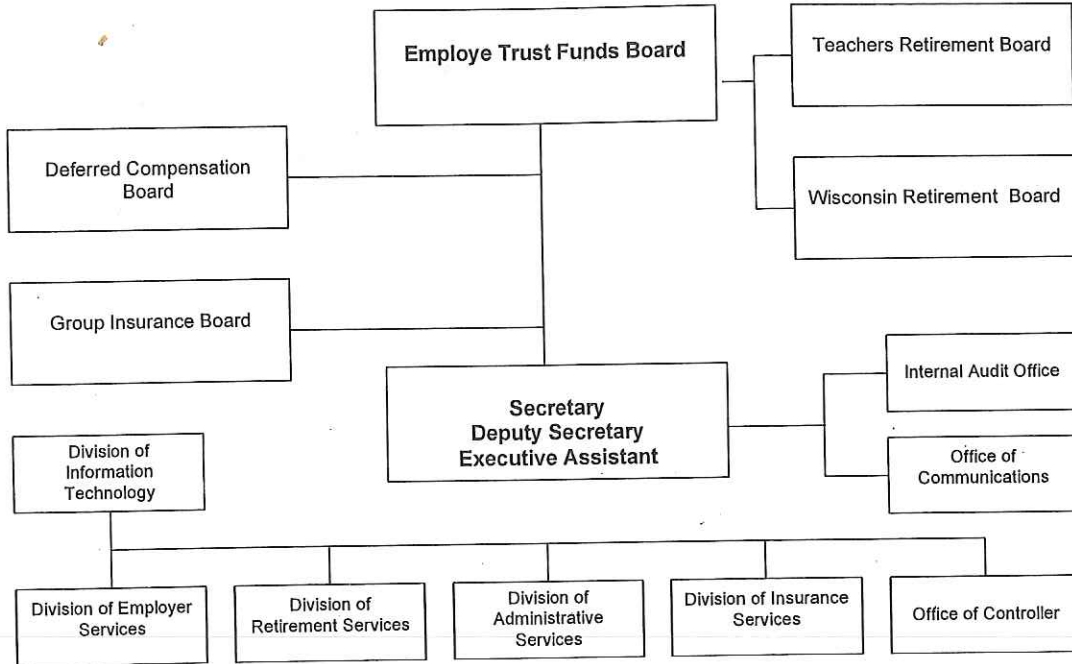 Employe Trust Funds Board
Teachers Retirement Board
Deferred Compensation
Board
Wisconsin Retirement Board
Group Insurance Board
Internal Audit Office
Secretary
Deputy Secretary
Executive Assistant
Division of
Information
Technology
Office of
Communications
Division of Employer
Services
Division of
Retirement Services
Division of
Administrative
Services
Division of Insurance
Services
Office of Controller